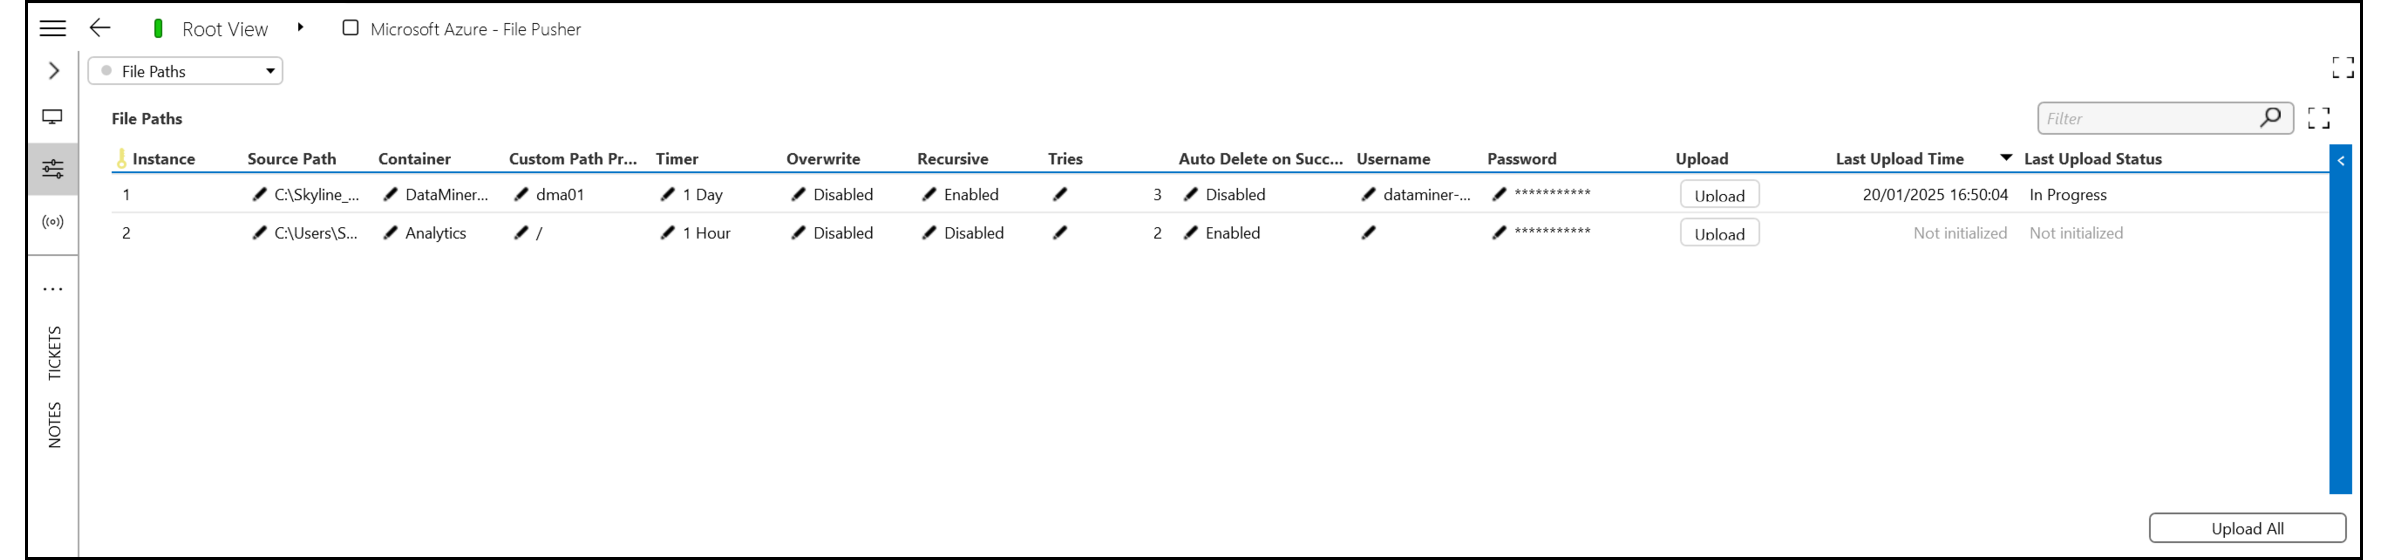 Root View Microsoft Azure - File Pusher
File Paths
File Paths Filter
Instance Source Path Container Custom Path Pr... Timer Overwrite Recursive Tries Auto Delete on Succ... Username Password Upload Last Upload Time Last Upload Status
1 C:\Skyline_... DataMiner... dma01 1 Day Disabled Enabled 3 Disabled dataminer-... *********** Upload 20/01/2025 16:50:04 In Progress
2 C:\Users\S... Analytics / 1 Hour Disabled Disabled 2 Enabled *********** Upload Not initialized Not initialized
TICKETS
NOTES
Upload All